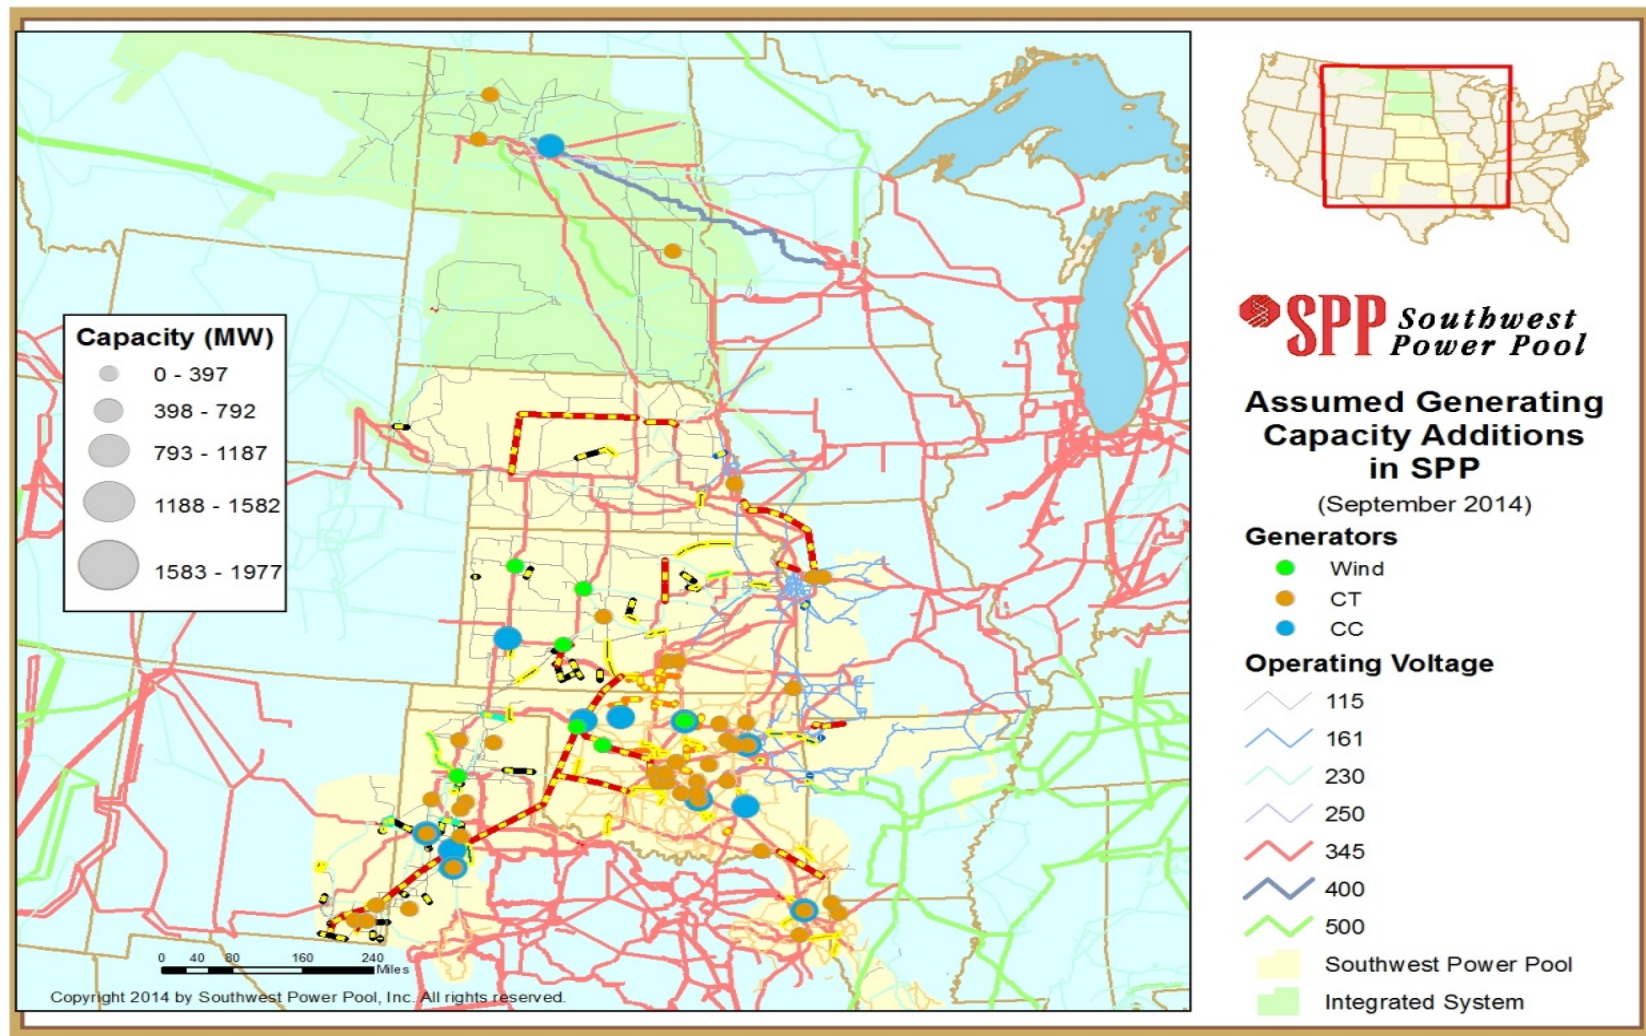 Capacity (MW)
0 - 397
398 - 792
793 - 1187
1188 - 1582
1583 - 1977
0 40 80 160 240
Miles
Copyright 2014 by Southwest Power Pool, Inc. All rights reserved.
SPP Southwest
Power Pool
Assumed Generating
Capacity Additions
in SPP
(September 2014)
Generators
Wind
CT
CC
Operating Voltage
115
161
230
250
345
400
500
Southwest Power Pool
Integrated System